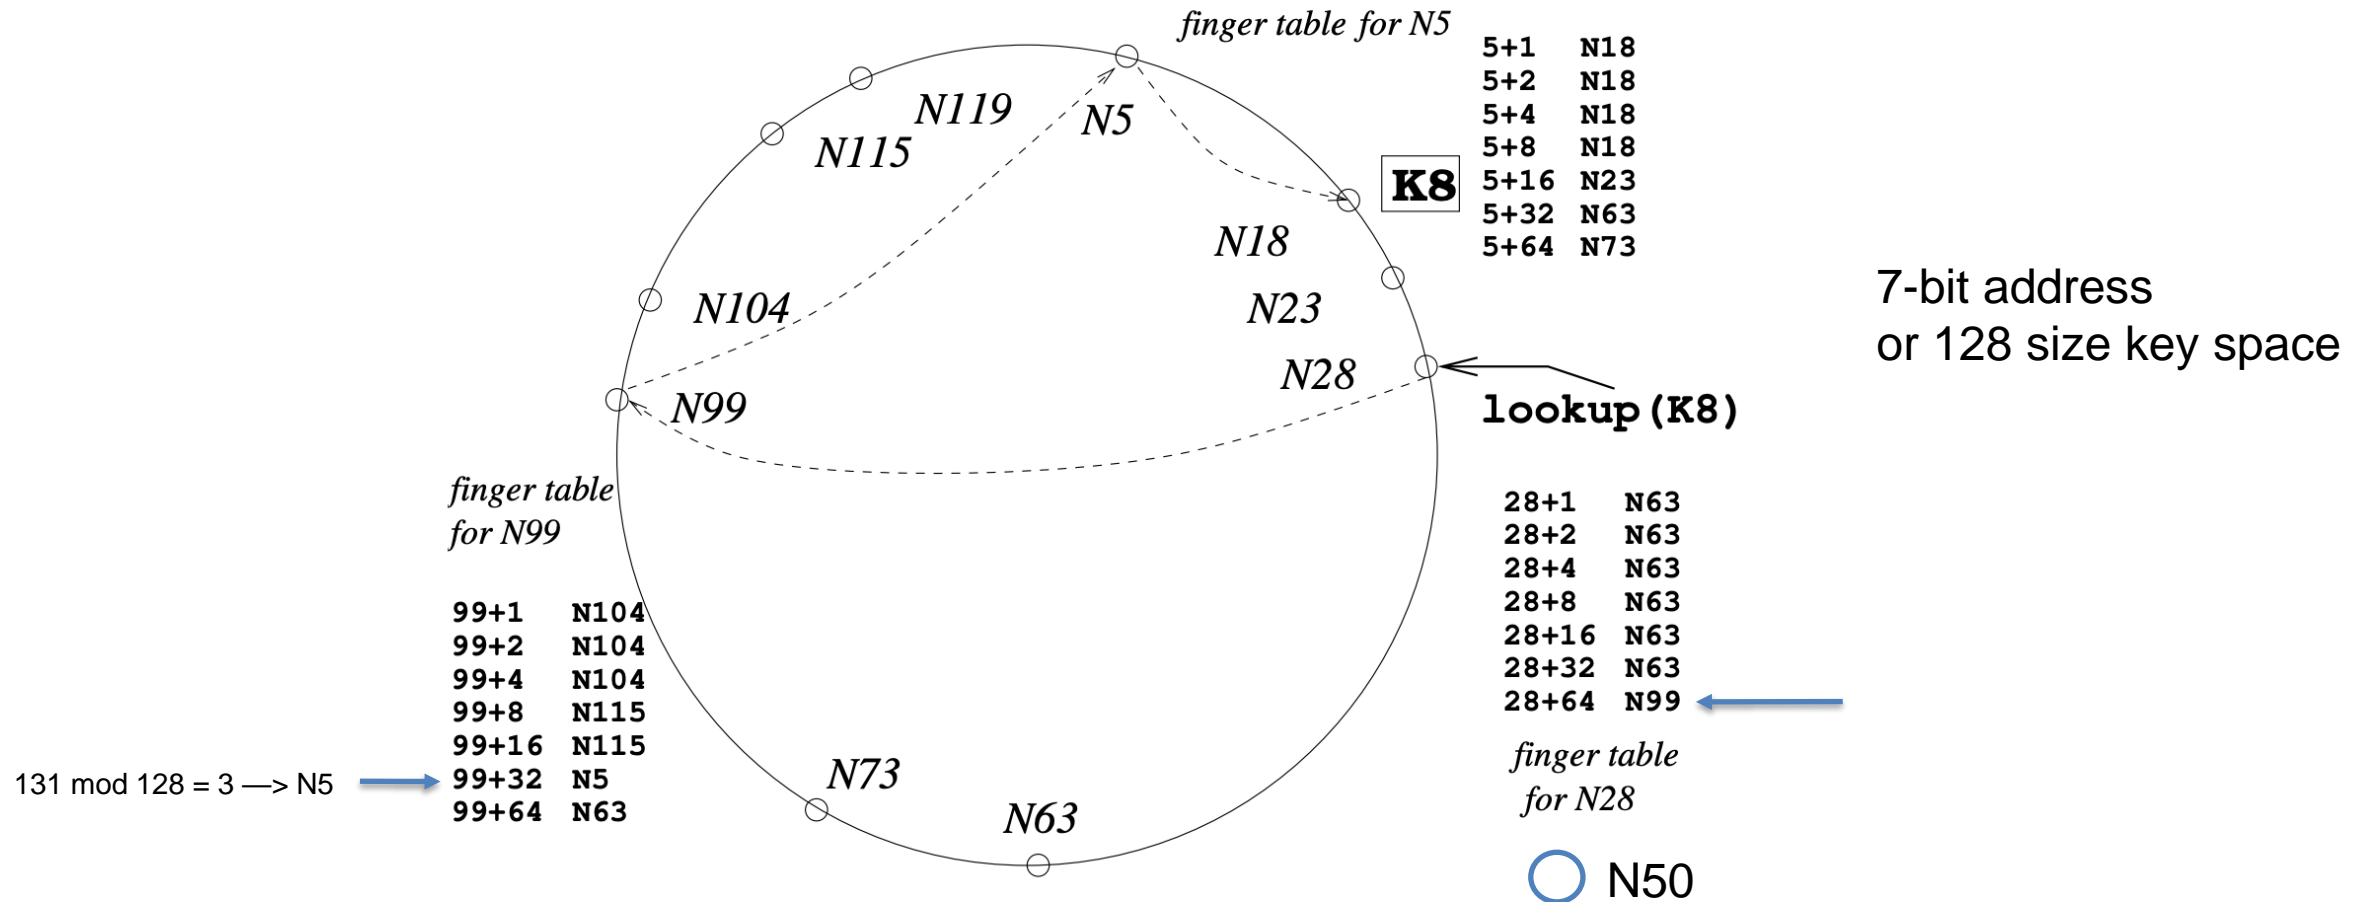 finger table for N5
5+1 N18
5+2 N18
5+4 N18
5+8 N18
5+16 N23
5+32 N63
5+64 N73
N119
N5
N115
K8
N18
N104
N23
N28
N99
7-bit address
or 128 size key space
lookup(K8)
finger table
for N99
99+1 N104
99+2 N104
99+4 N104
99+8 N115
99+16 N115
99+32 N5
99+64 N63
131 mod 128 = 3 —> N5
28+1 N63
28+2 N63
28+4 N63
28+8 N63
28+16 N63
28+32 N63
28+64 N99
finger table
for N28
N73
N63
N50